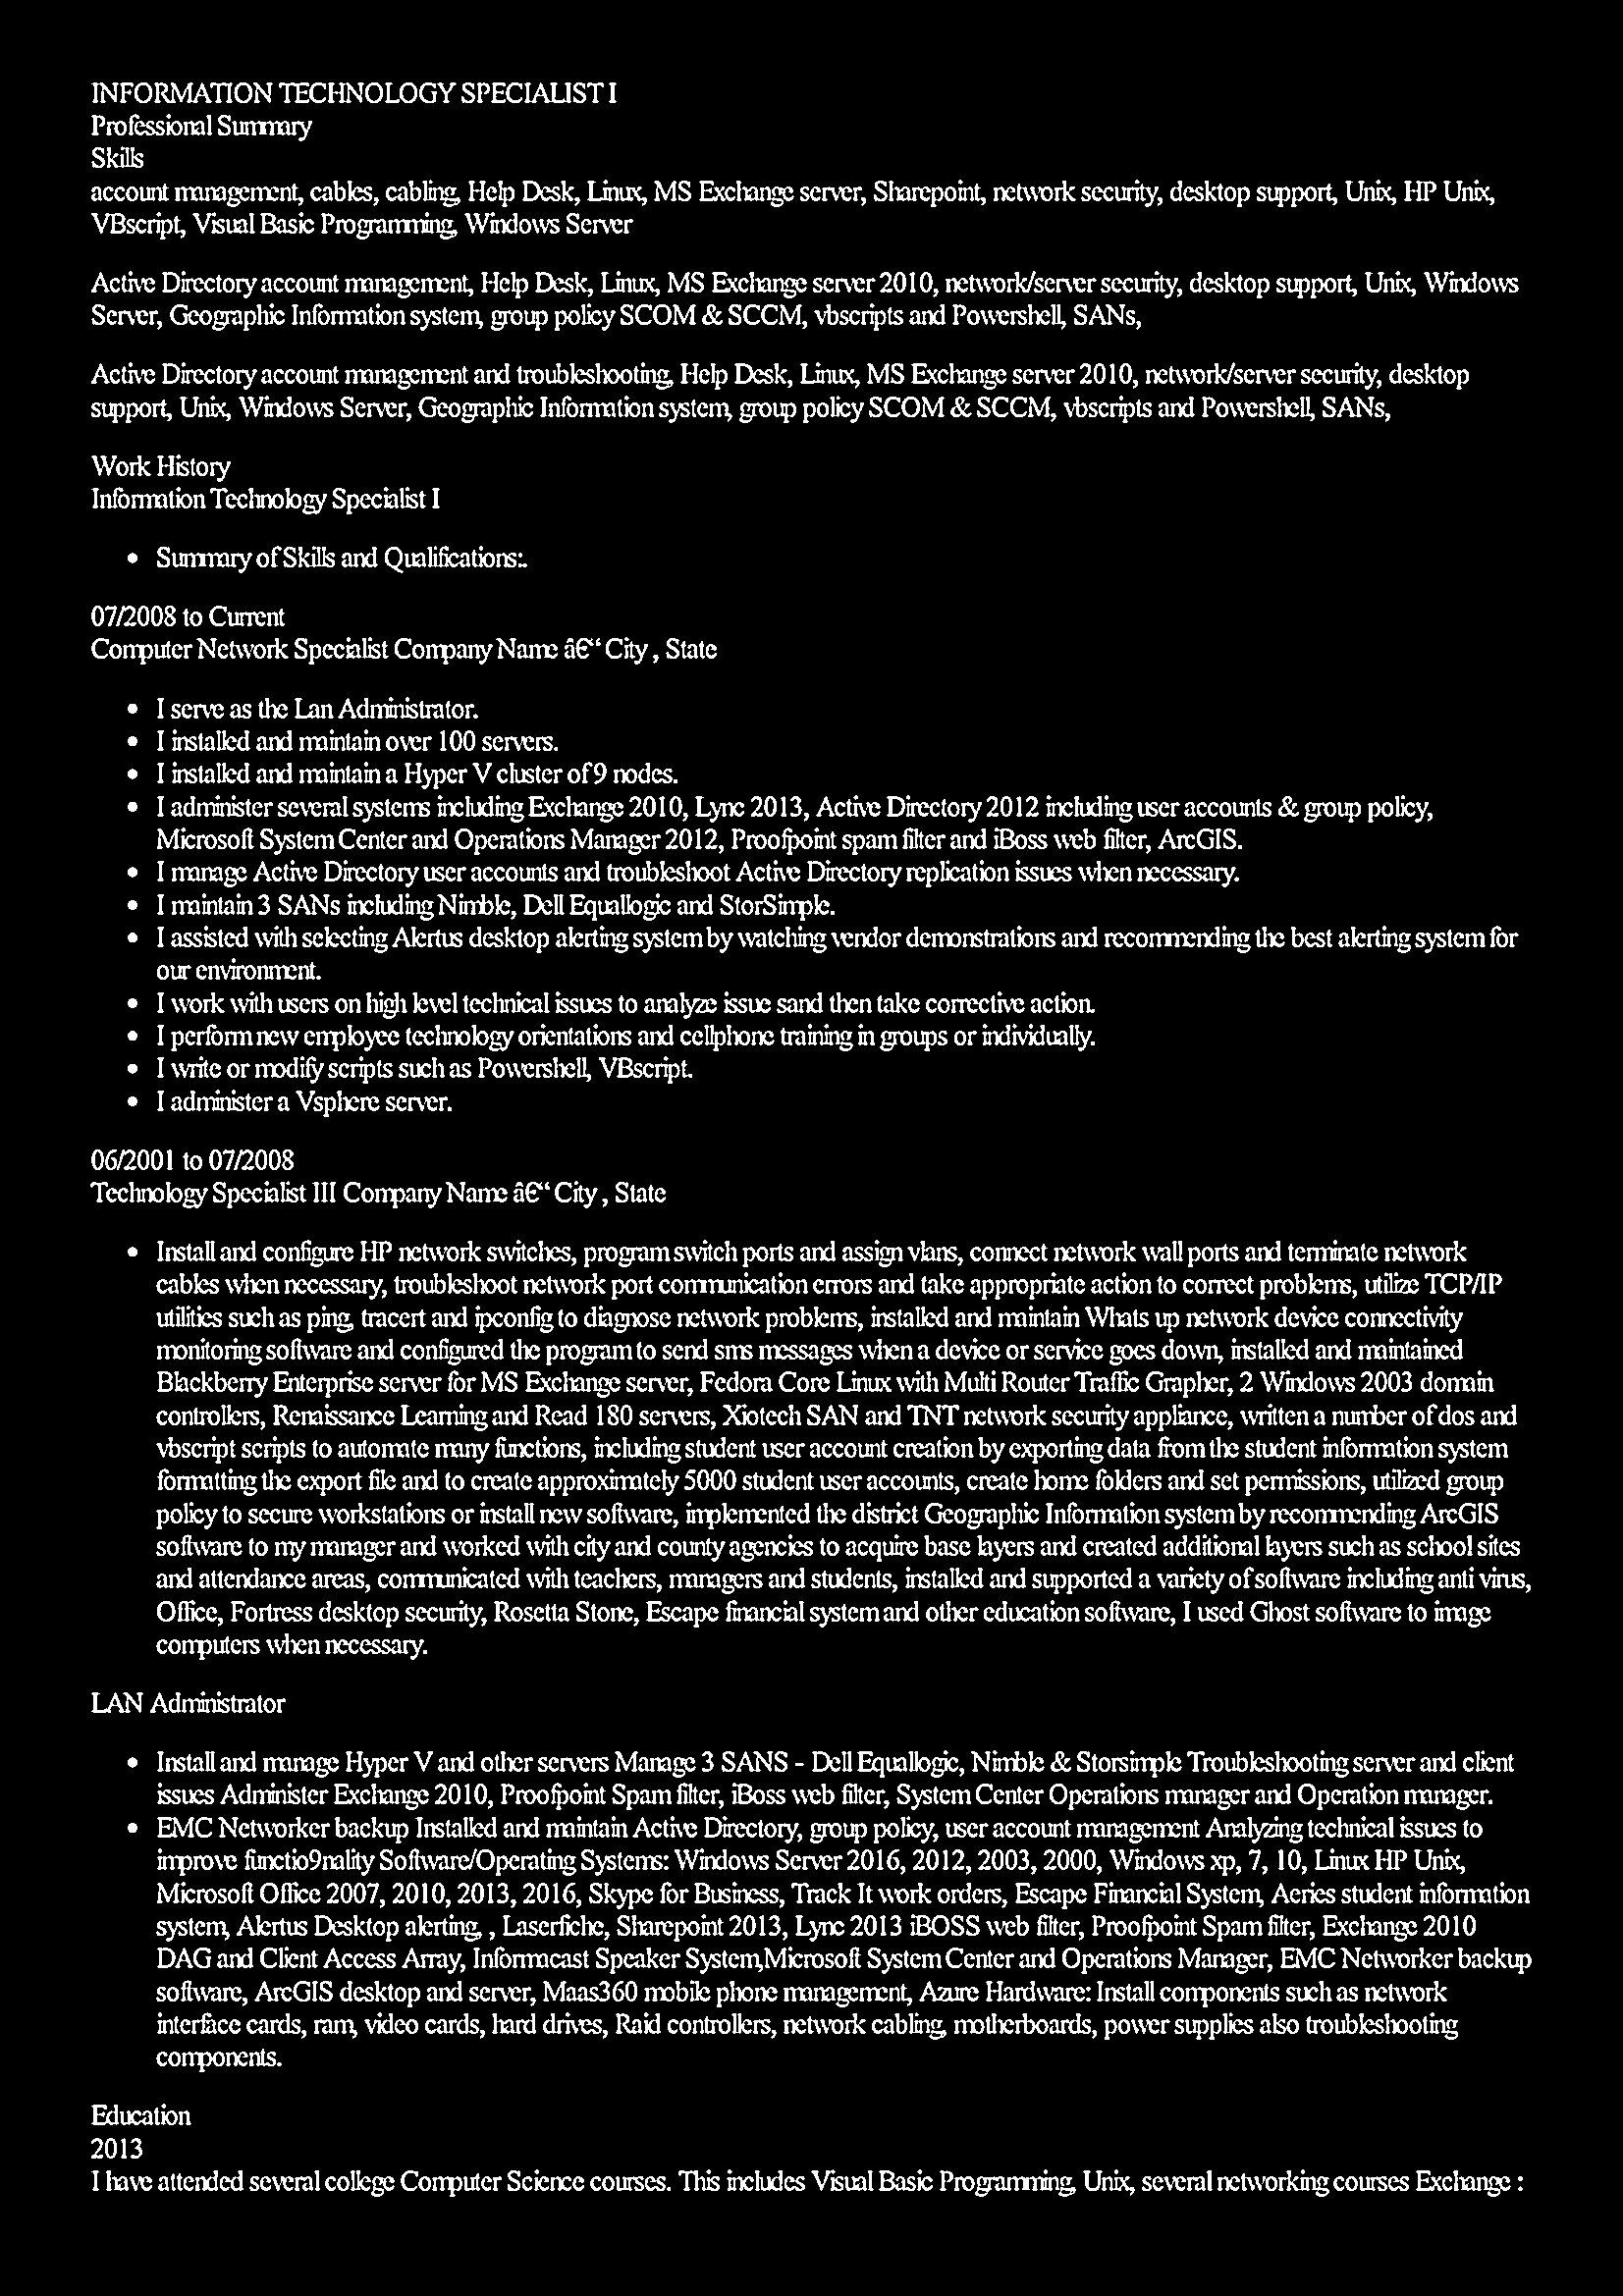 INFORMATION TECHNOLOGY SPECIALIST I
Professional Summary
Skills
account management, cables, cabling, Help Desk, Linux, MS Exchange server, Sharepoint, network security, desktop support, Unix, HP Unix,
VBscript, Visual Basic Programming, Windows Server
Active Directory account management, Help Desk, Linux, MS Exchange server 2010, network/server security, desktop support, Unix, Windows
Server, Geographic Information system, group policy SCOM & SCCM, vbscripts and Powershell, SANs,
Active Directory account management and troubleshooting, Help Desk, Linux, MS Exchange server 2010, network/server security, desktop
support, Unix, Windows Server, Geographic Information system, group policy SCOM & SCCM, vbscripts and Powershell, SANs,
Work History
Information Technology Specialist I
• Summary of Skills and Qualifications:.
07/2008 to Current
Computer Network Specialist Company Name â€“ City , State
• I serve as the Lan Administrator.
• I installed and maintain over 100 servers.
• I installed and maintain a Hyper V cluster of 9 nodes.
• I administer several systems including Exchange 2010, Lync 2013, Active Directory 2012 including user accounts & group policy,
Microsoft System Center and Operations Manager 2012, Proofpoint spam filter and iBoss web filter, ArcGIS.
• I manage Active Directory user accounts and troubleshoot Active Directory replication issues when necessary.
• I maintain 3 SANs including Nimble, Dell Equallogic and StorSimple.
• I assisted with selecting Alertus desktop alerting system by watching vendor demonstrations and recommending the best alerting system for
our environment.
• I work with users on high level technical issues to analyze issue sand then take corrective action.
• I perform new employee technology orientations and cellphone training in groups or individually.
• I write or modify scripts such as Powershell, VBscript.
• I administer a Vsphere server.
06/2001 to 07/2008
Technology Specialist III Company Name â€“ City , State
• Install and configure HP network switches, program switch ports and assign vlans, connect network wall ports and terminate network
cables when necessary, troubleshoot network port communication errors and take appropriate action to correct problems, utilize TCP/IP
utilities such as ping, tracert and ipconfig to diagnose network problems, installed and maintain Whats up network device connectivity
monitoring software and configured the program to send sms messages when a device or service goes down, installed and maintained
Blackberry Enterprise server for MS Exchange server, Fedora Core Linux with Multi Router Traffic Grapher, 2 Windows 2003 domain
controllers, Renaissance Learning and Read 180 servers, Xiotech SAN and TNT network security appliance, written a number of dos and
vbscript scripts to automate many functions, including student user account creation by exporting data from the student information system
formatting the export file and to create approximately 5000 student user accounts, create home folders and set permissions, utilized group
policy to secure workstations or install new software, implemented the district Geographic Information system by recommending ArcGIS
software to my manager and worked with city and county agencies to acquire base layers and created additional layers such as school sites
and attendance areas, communicated with teachers, managers and students, installed and supported a variety of software including anti virus,
Office, Fortress desktop security, Rosetta Stone, Escape financial system and other education software, I used Ghost software to image
computers when necessary.
LAN Administrator
• Install and manage Hyper V and other servers Manage 3 SANS - Dell Equallogic, Nimble & Storsimple Troubleshooting server and client
issues Administer Exchange 2010, Proofpoint Spam filter, iBoss web filter, System Center Operations manager and Operation manager.
• EMC Networker backup Installed and maintain Active Directory, group policy, user account management Analyzing technical issues to
improve functio9nality Software/Operating Systems: Windows Server 2016, 2012, 2003, 2000, Windows xp, 7, 10, Linux HP Unix,
Microsoft Office 2007, 2010, 2013, 2016, Skype for Business, Track It work orders, Escape Financial System, Aeries student information
system, Alertus Desktop alerting, , Laserfiche, Sharepoint 2013, Lync 2013 iBOSS web filter, Proofpoint Spam filter, Exchange 2010
DAG and Client Access Array, Informacast Speaker System,Microsoft System Center and Operations Manager, EMC Networker backup
software, ArcGIS desktop and server, Maas360 mobile phone management, Azure Hardware: Install components such as network
interface cards, ram, video cards, hard drives, Raid controllers, network cabling, motherboards, power supplies also troubleshooting
components.
Education
2013
I have attended several college Computer Science courses. This includes Visual Basic Programming, Unix, several networking courses Exchange :